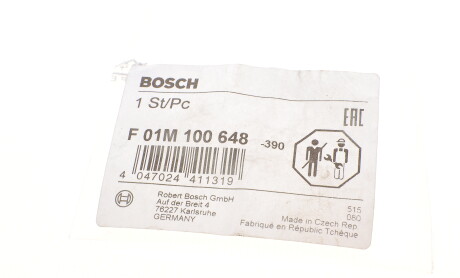 BOSCH
1 St/Pc
EAC
F 01M 100 648 -390
4 047024 411319
Robert Bosch GmbH
Auf der Breit 4
76227 Karlsruhe
GERMANY
515
080
Made in Czech Rep
Fabriqué en République Tchèque